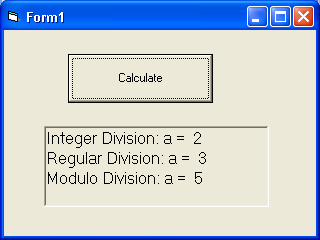 Form1
Calculate
Integer Division: a = 2
Regular Division: a = 3
Modulo Division: a = 5